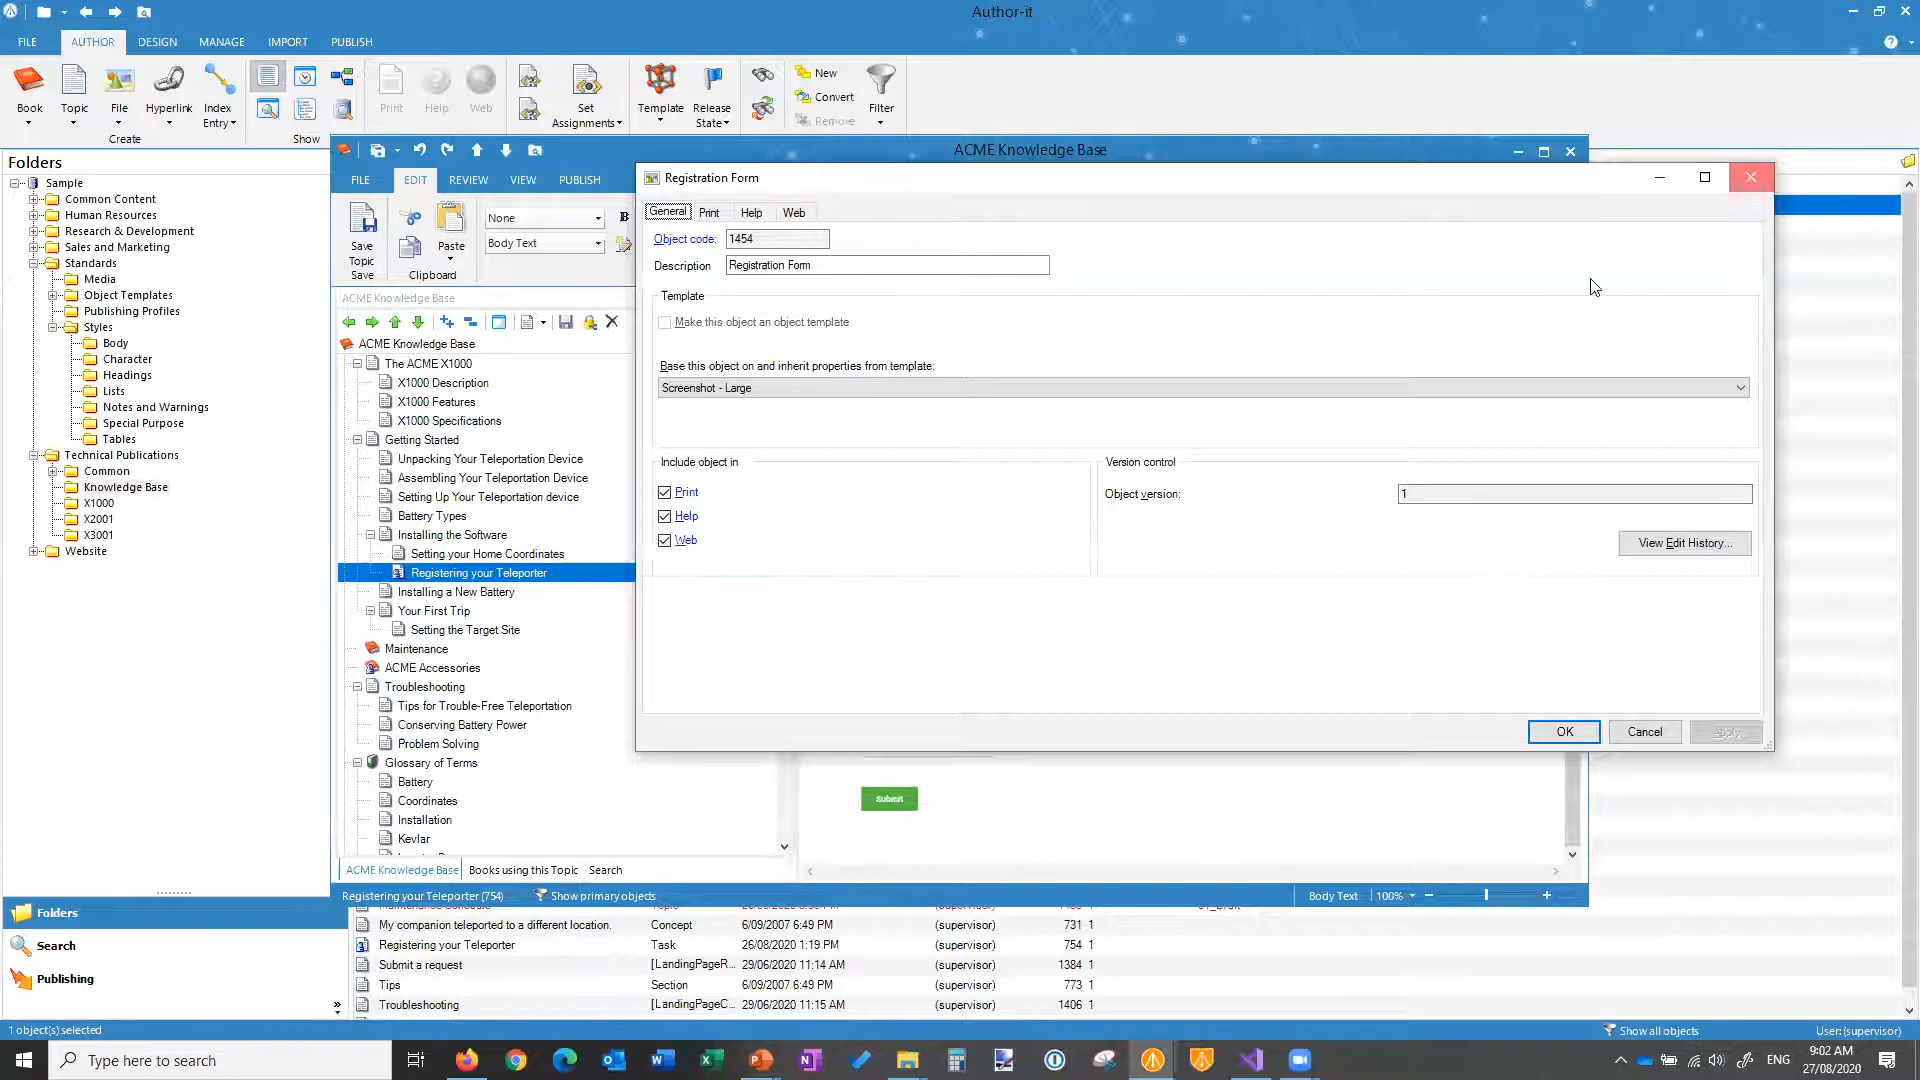 Author-it
FILE
AUTHOR
DESIGN
MANAGE
IMPORT
PUBLISH
Book
Topic
File
Hyperlink
Index Entry
Create
Show
Print
Help
Web
Set Assignments
Template
Release State
New
Convert
Remove
Filter
Folders
Sample
Common Content
Human Resources
Research & Development
Sales and Marketing
Standards
Media
Object Templates
Publishing Profiles
Styles
Body
Character
Headings
Lists
Notes and Warnings
Special Purpose
Tables
Technical Publications
Common
Knowledge Base
X1000
X2001
X3001
Website
Folders
Search
Publishing
ACME Knowledge Base
FILE
EDIT
REVIEW
VIEW
PUBLISH
Save Topic
Save
Paste
Clipboard
None
Body Text
B
ACME Knowledge Base
ACME Knowledge Base
The ACME X1000
X1000 Description
X1000 Features
X1000 Specifications
Getting Started
Unpacking Your Teleportation Device
Assembling Your Teleportation Device
Setting Up Your Teleportation device
Battery Types
Installing the Software
Setting your Home Coordinates
Registering your Teleporter
Installing a New Battery
Your First Trip
Setting the Target Site
Maintenance
ACME Accessories
Troubleshooting
Tips for Trouble-Free Teleportation
Conserving Battery Power
Problem Solving
Glossary of Terms
Battery
Coordinates
Installation
Kevlar
ACME Knowledge Base
Books using this Topic
Search
Registering your Teleporter (754)
Show primary objects
Body Text
100%
Registration Form
General
Print
Help
Web
Object code: 1454
Description Registration Form
Template
Make this object an object template
Base this object on and inherit properties from template:
Screenshot - Large
Include object in
Print
Help
Web
Version control
Object version: 1
View Edit History...
OK
Cancel
Apply
Submit
My companion teleported to a different location. Concept 6/09/2007 6:49 PM (supervisor) 731 1
Registering your Teleporter Task 26/08/2020 1:19 PM (supervisor) 754 1
Submit a request [LandingPageR... 29/06/2020 11:14 AM (supervisor) 1384 1
Tips Section 6/09/2007 6:49 PM (supervisor) 773 1
Troubleshooting [LandingPageC... 29/06/2020 11:15 AM (supervisor) 1406 1
1 object(s) selected
Show all objects
User: (supervisor)
Type here to search
ENG
9:02 AM
27/08/2020